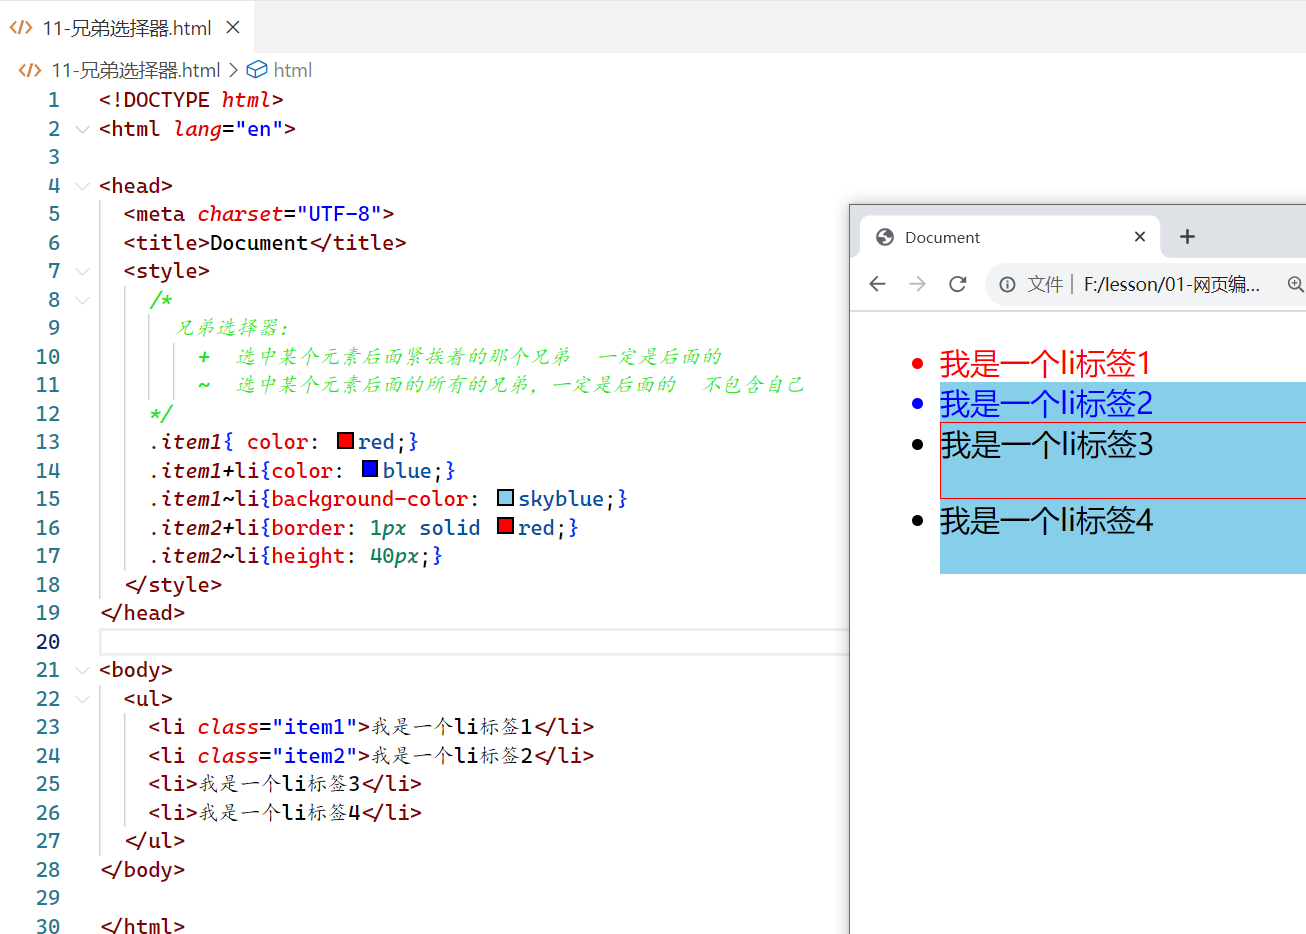 11-兄弟选择器.html
11-兄弟选择器.html > html
1 <!DOCTYPE html>
2 <html lang="en">
3
4 <head>
5 <meta charset="UTF-8">
6 <title>Document</title>
7 <style>
8 /*
9 兄弟选择器：
10 + 选中某个元素后面紧挨着的那个兄弟 一定是后面的
11 ~ 选中某个元素后面的所有的兄弟，一定是后面的 不包含自己
12 */
13 .item1{ color: red;}
14 .item1+li{color: blue;}
15 .item1~li{background-color: skyblue;}
16 .item2+li{border: 1px solid red;}
17 .item2~li{height: 40px;}
18 </style>
19 </head>
20
21 <body>
22 <ul>
23 <li class="item1">我是一个li标签1</li>
24 <li class="item2">我是一个li标签2</li>
25 <li>我是一个li标签3</li>
26 <li>我是一个li标签4</li>
27 </ul>
28 </body>
29
30 </html>
Document
文件 | F:/lesson/01-网页编...
我是一个li标签1
我是一个li标签2
我是一个li标签3
我是一个li标签4